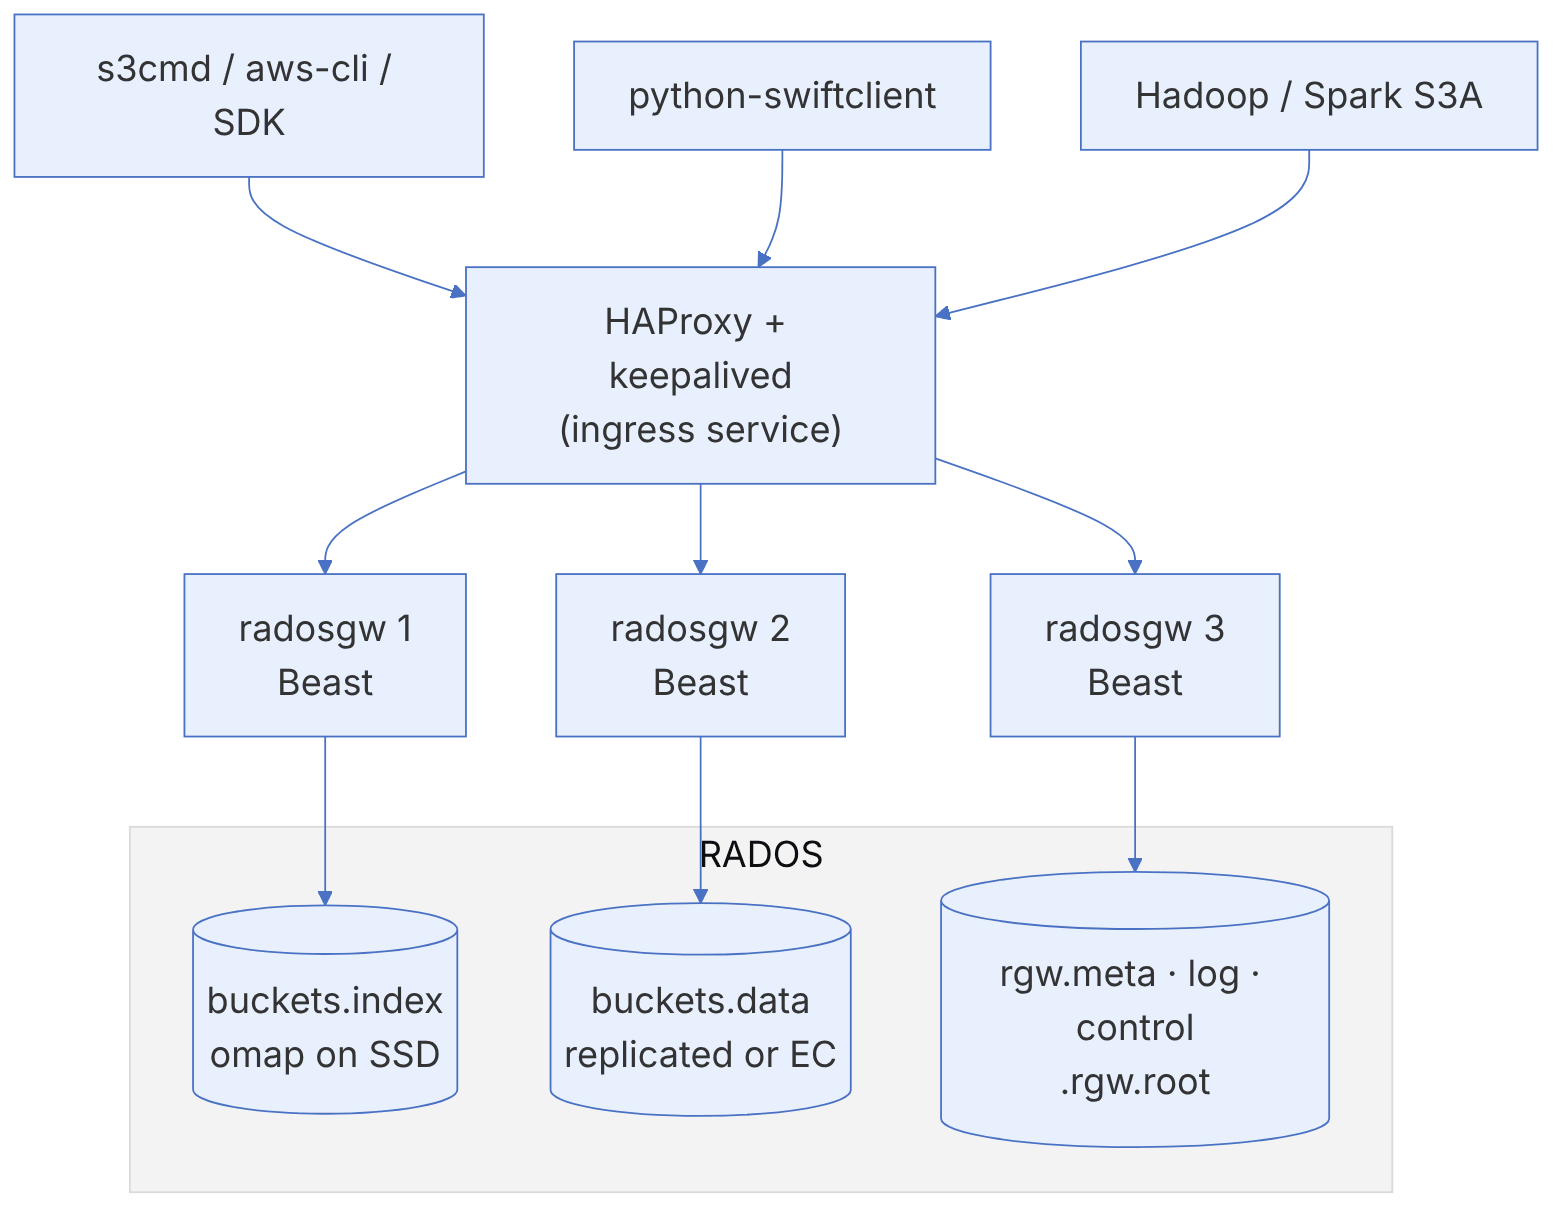 s3cmd / aws-cli /
SDK
python-swiftclient
Hadoop / Spark S3A
HAProxy +
keepalived
(ingress service)
radosgw 1
Beast
radosgw 2
Beast
radosgw 3
Beast
RADOS
buckets.index
omap on SSD
buckets.data
replicated or EC
rgw.meta · log ·
control
.rgw.root